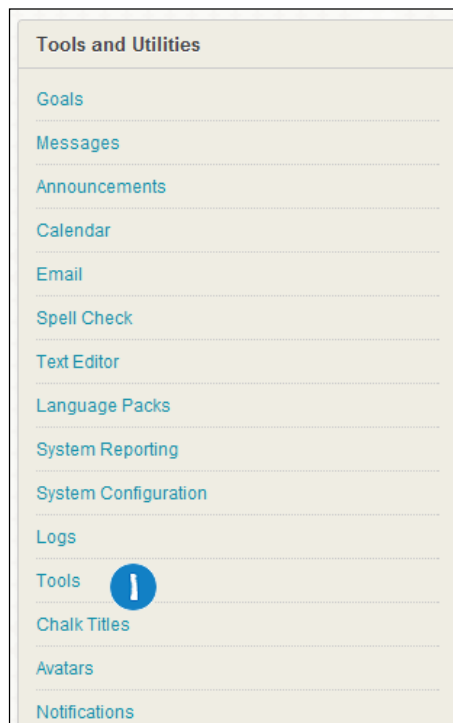 Tools and Utilities
Goals
Messages
Announcements
Calendar
Email
Spell Check
Text Editor
Language Packs
System Reporting
System Configuration
Logs
Tools 1
Chalk Titles
Avatars
Notifications